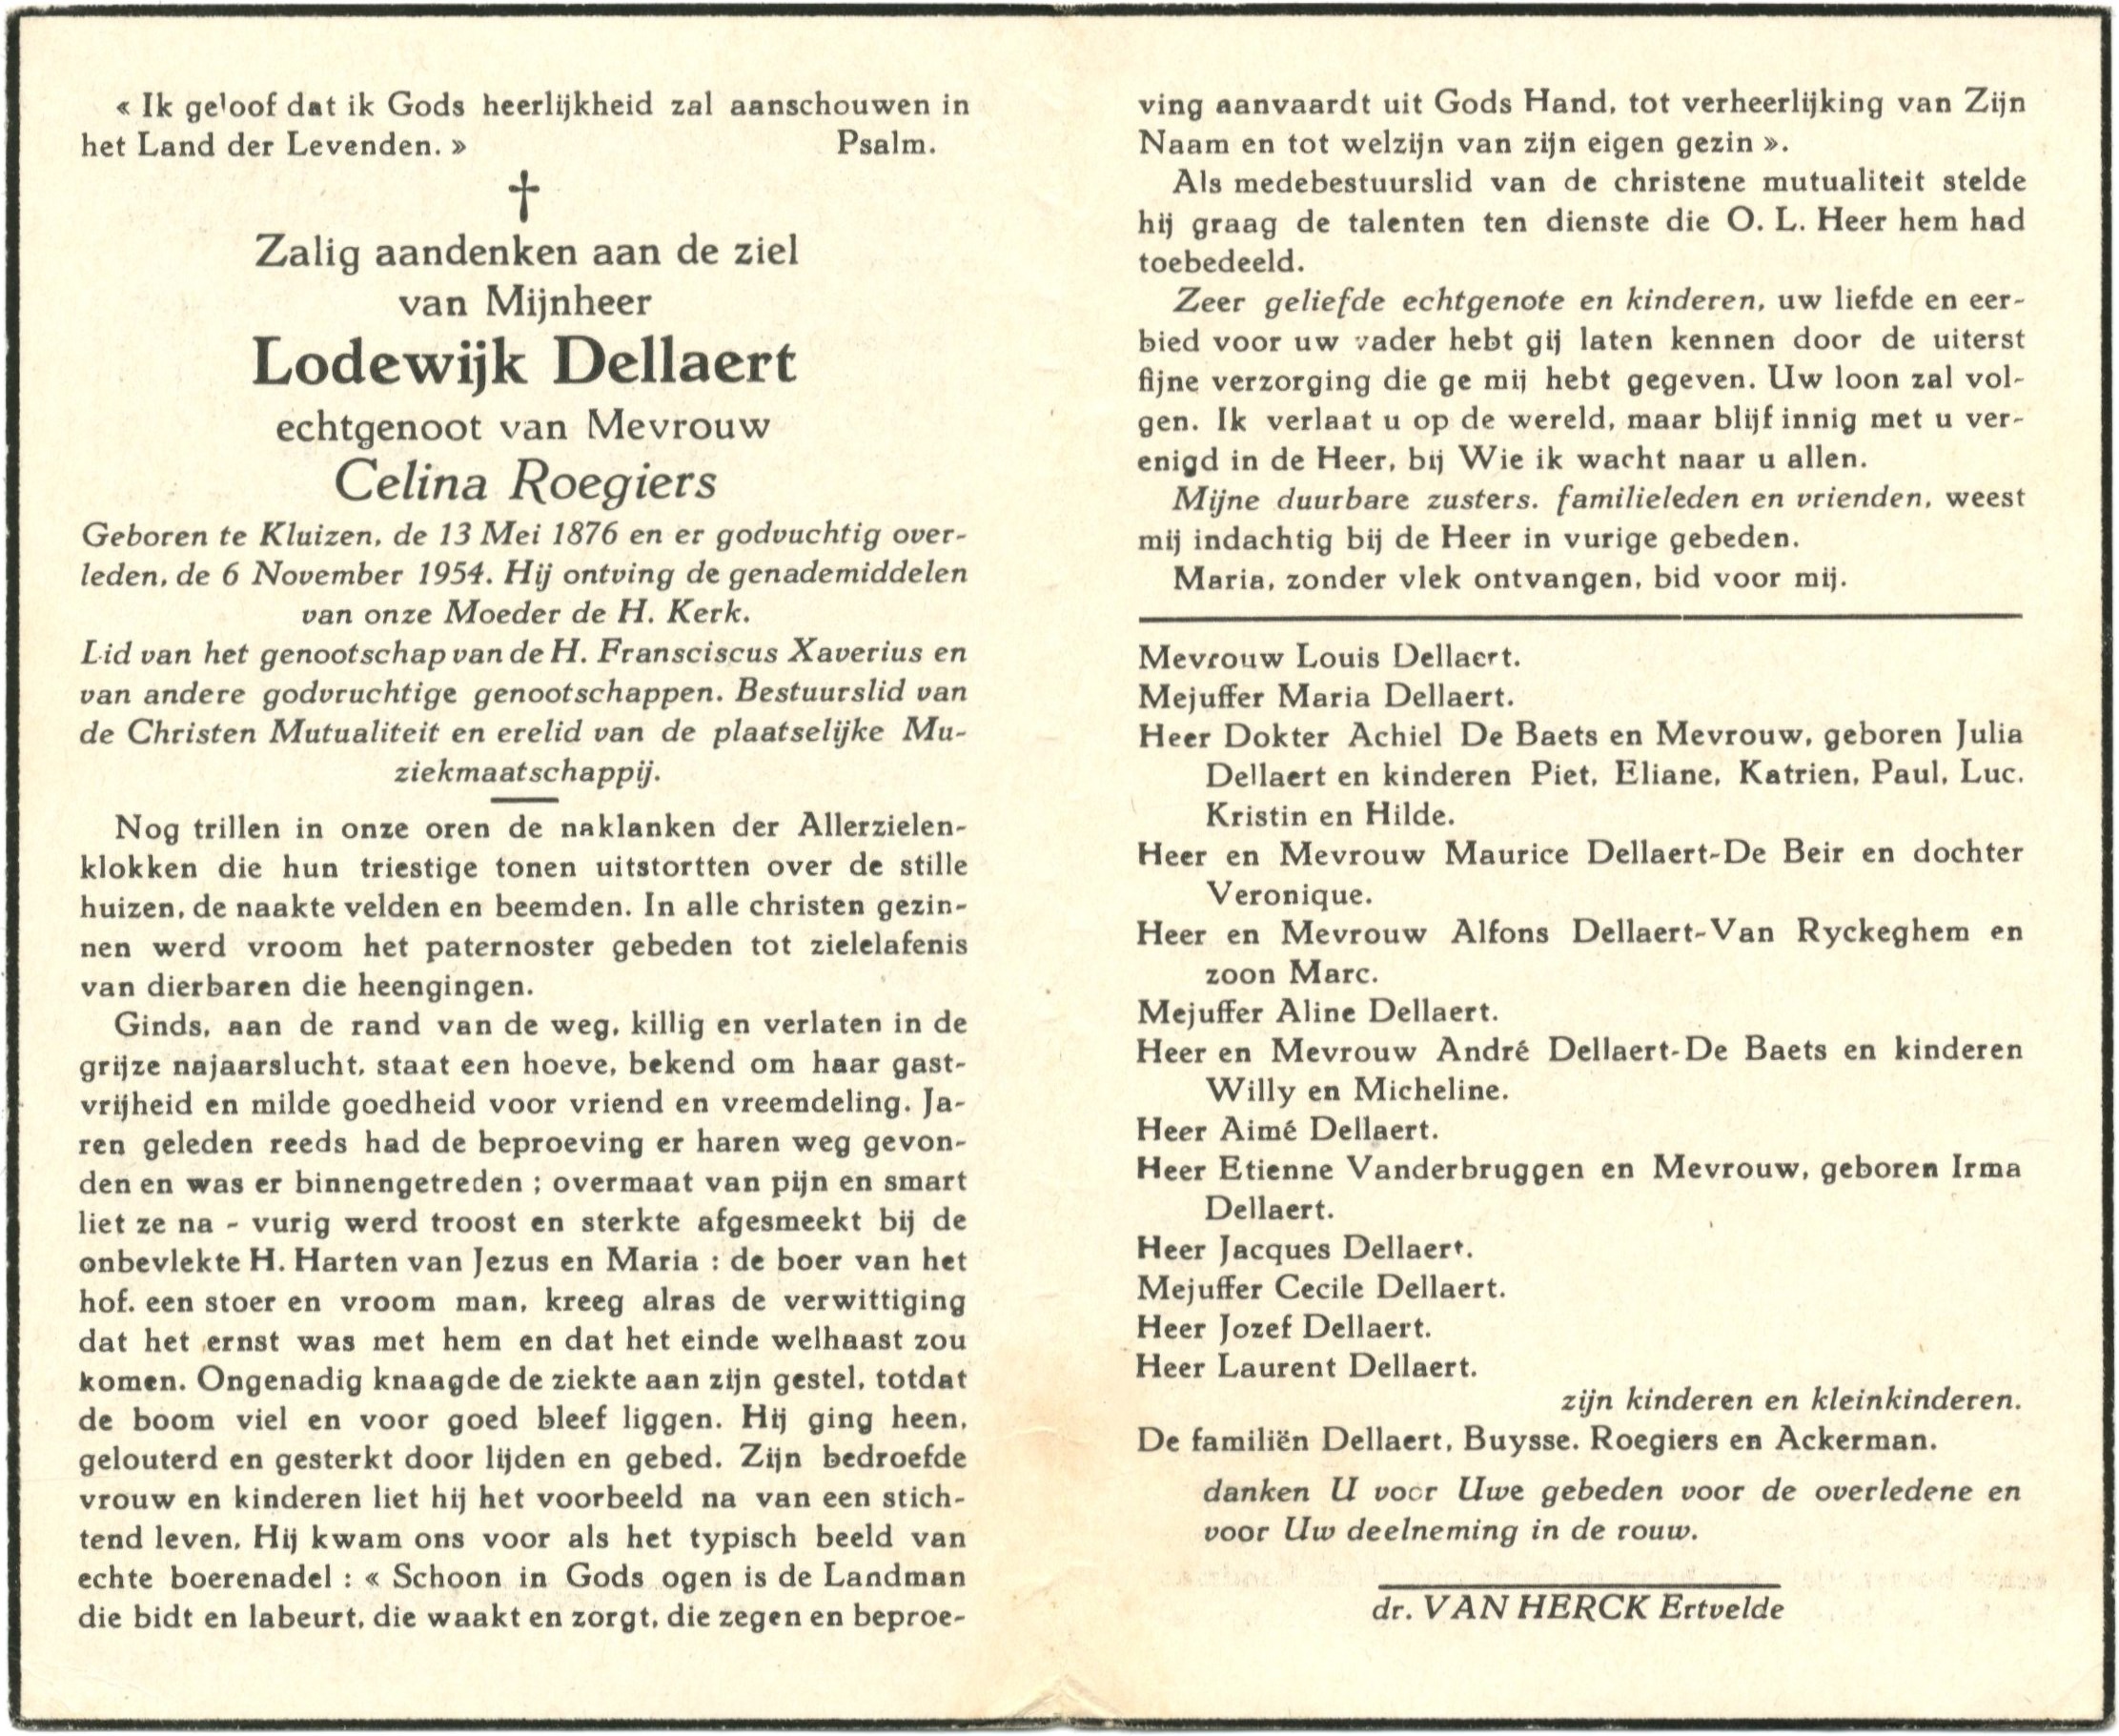 « Ik geloof dat ik Gods heerlijkheid zal aanschouwen in
het Land der Levenden. » Psalm.
†
Zalig aandenken aan de ziel
van Mijnheer
Lodewijk Dellaert
echtgenoot van Mevrouw
Celina Roegiers
Geboren te Kluizen, de 13 Mei 1876 en er godvuchtig over-
leden, de 6 November 1954. Hij ontving de genademiddelen
van onze Moeder de H. Kerk.
Lid van het genootschap van de H. Fransciscus Xaverius en
van andere godvruchtige genootschappen. Bestuurslid van
de Christen Mutualiteit en erelid van de plaatselijke Mu-
ziekmaatschappij.
Nog trillen in onze oren de naklanken der Allerzielen-
klokken die hun triestige tonen uitstortten over de stille
huizen, de naakte velden en beemden. In alle christen gezin-
nen werd vroom het paternoster gebeden tot zielelafenis
van dierbaren die heengingen.
Ginds, aan de rand van de weg, killig en verlaten in de
grijze najaarslucht, staat een hoeve, bekend om haar gast-
vrijheid en milde goedheid voor vriend en vreemdeling. Ja-
ren geleden reeds had de beproeving er haren weg gevon-
den en was er binnengetreden ; overmaat van pijn en smart
liet ze na - vurig werd troost en sterkte afgesmeekt bij de
onbevlekte H. Harten van Jezus en Maria : de boer van het
hof. een stoer en vroom man, kreeg alras de verwittiging
dat het ernst was met hem en dat het einde welhaast zou
komen. Ongenadig knaagde de ziekte aan zijn gestel, totdat
de boom viel en voor goed bleef liggen. Hij ging heen,
gelouterd en gesterkt door lijden en gebed. Zijn bedroefde
vrouw en kinderen liet hij het voorbeeld na van een stich-
tend leven. Hij kwam ons voor als het typisch beeld van
echte boerenadel : « Schoon in Gods ogen is de Landman
die bidt en labeurt, die waakt en zorgt, die zegen en beproe-
ving aanvaardt uit Gods Hand, tot verheerlijking van Zijn
Naam en tot welzijn van zijn eigen gezin ».
Als medebestuurslid van de christene mutualiteit stelde
hij graag de talenten ten dienste die O. L. Heer hem had
toebedeeld.
Zeer geliefde echtgenote en kinderen, uw liefde en eer-
bied voor uw vader hebt gij laten kennen door de uiterst
fijne verzorging die ge mij hebt gegeven. Uw loon zal vol-
gen. Ik verlaat u op de wereld, maar blijf innig met u ver-
enigd in de Heer, bij Wie ik wacht naar u allen.
Mijne duurbare zusters. familieleden en vrienden, weest
mij indachtig bij de Heer in vurige gebeden.
Maria, zonder vlek ontvangen, bid voor mij.
Mevrouw Louis Dellaert.
Mejuffer Maria Dellaert.
Heer Dokter Achiel De Baets en Mevrouw, geboren Julia
Dellaert en kinderen Piet, Eliane, Katrien, Paul, Luc.
Kristin en Hilde.
Heer en Mevrouw Maurice Dellaert-De Beir en dochter
Veronique.
Heer en Mevrouw Alfons Dellaert-Van Ryckeghem en
zoon Marc.
Mejuffer Aline Dellaert.
Heer en Mevrouw André Dellaert-De Baets en kinderen
Willy en Micheline.
Heer Aimé Dellaert.
Heer Etienne Vanderbruggen en Mevrouw, geboren Irma
Dellaert.
Heer Jacques Dellaert.
Mejuffer Cecile Dellaert.
Heer Jozef Dellaert.
Heer Laurent Dellaert.
zijn kinderen en kleinkinderen.
De familiën Dellaert, Buysse. Roegiers en Ackerman.
danken U voor Uwe gebeden voor de overledene en
voor Uw deelneming in de rouw.
dr. VAN HERCK Ertvelde